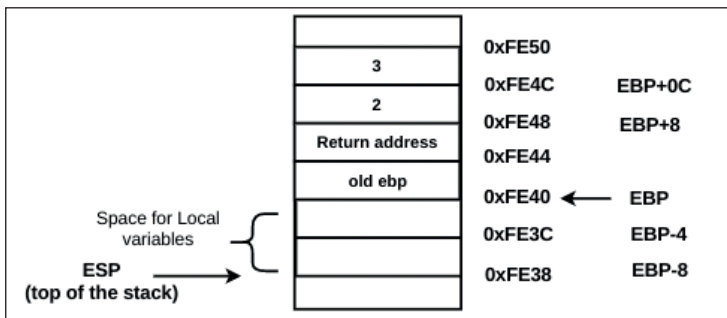 0xFE50
3
0xFE4C EBP+0C
2
0xFE48 EBP+8
Return address
0xFE44
old ebp
0xFE40 EBP
Space for Local
variables
0xFE3C EBP-4
ESP
(top of the stack)
0xFE38 EBP-8